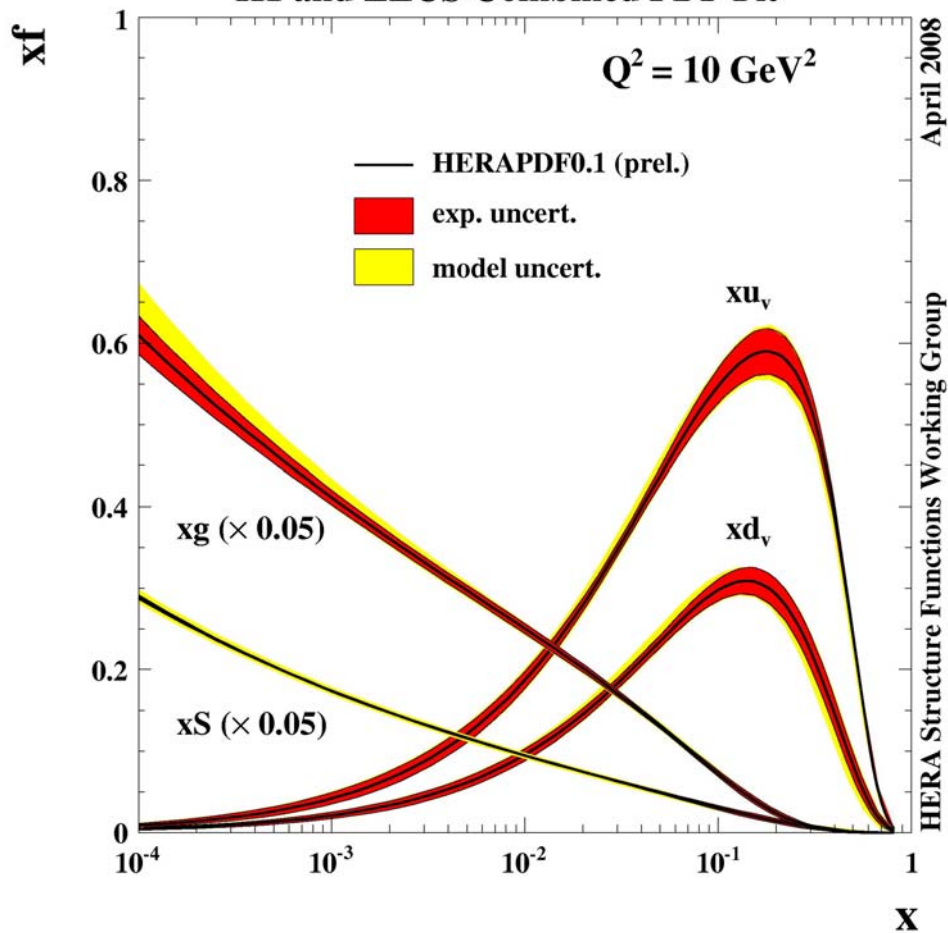 xf
1
Q² = 10 GeV²
HERAPDF0.1 (prel.)
exp. uncert.
model uncert.
0.8
xuᵥ
0.6
xg (× 0.05)
xdᵥ
0.4
0.2
xS (× 0.05)
0
10⁻⁴ 10⁻³ 10⁻² 10⁻¹ 1
x
HERA Structure Functions Working Group April 2008